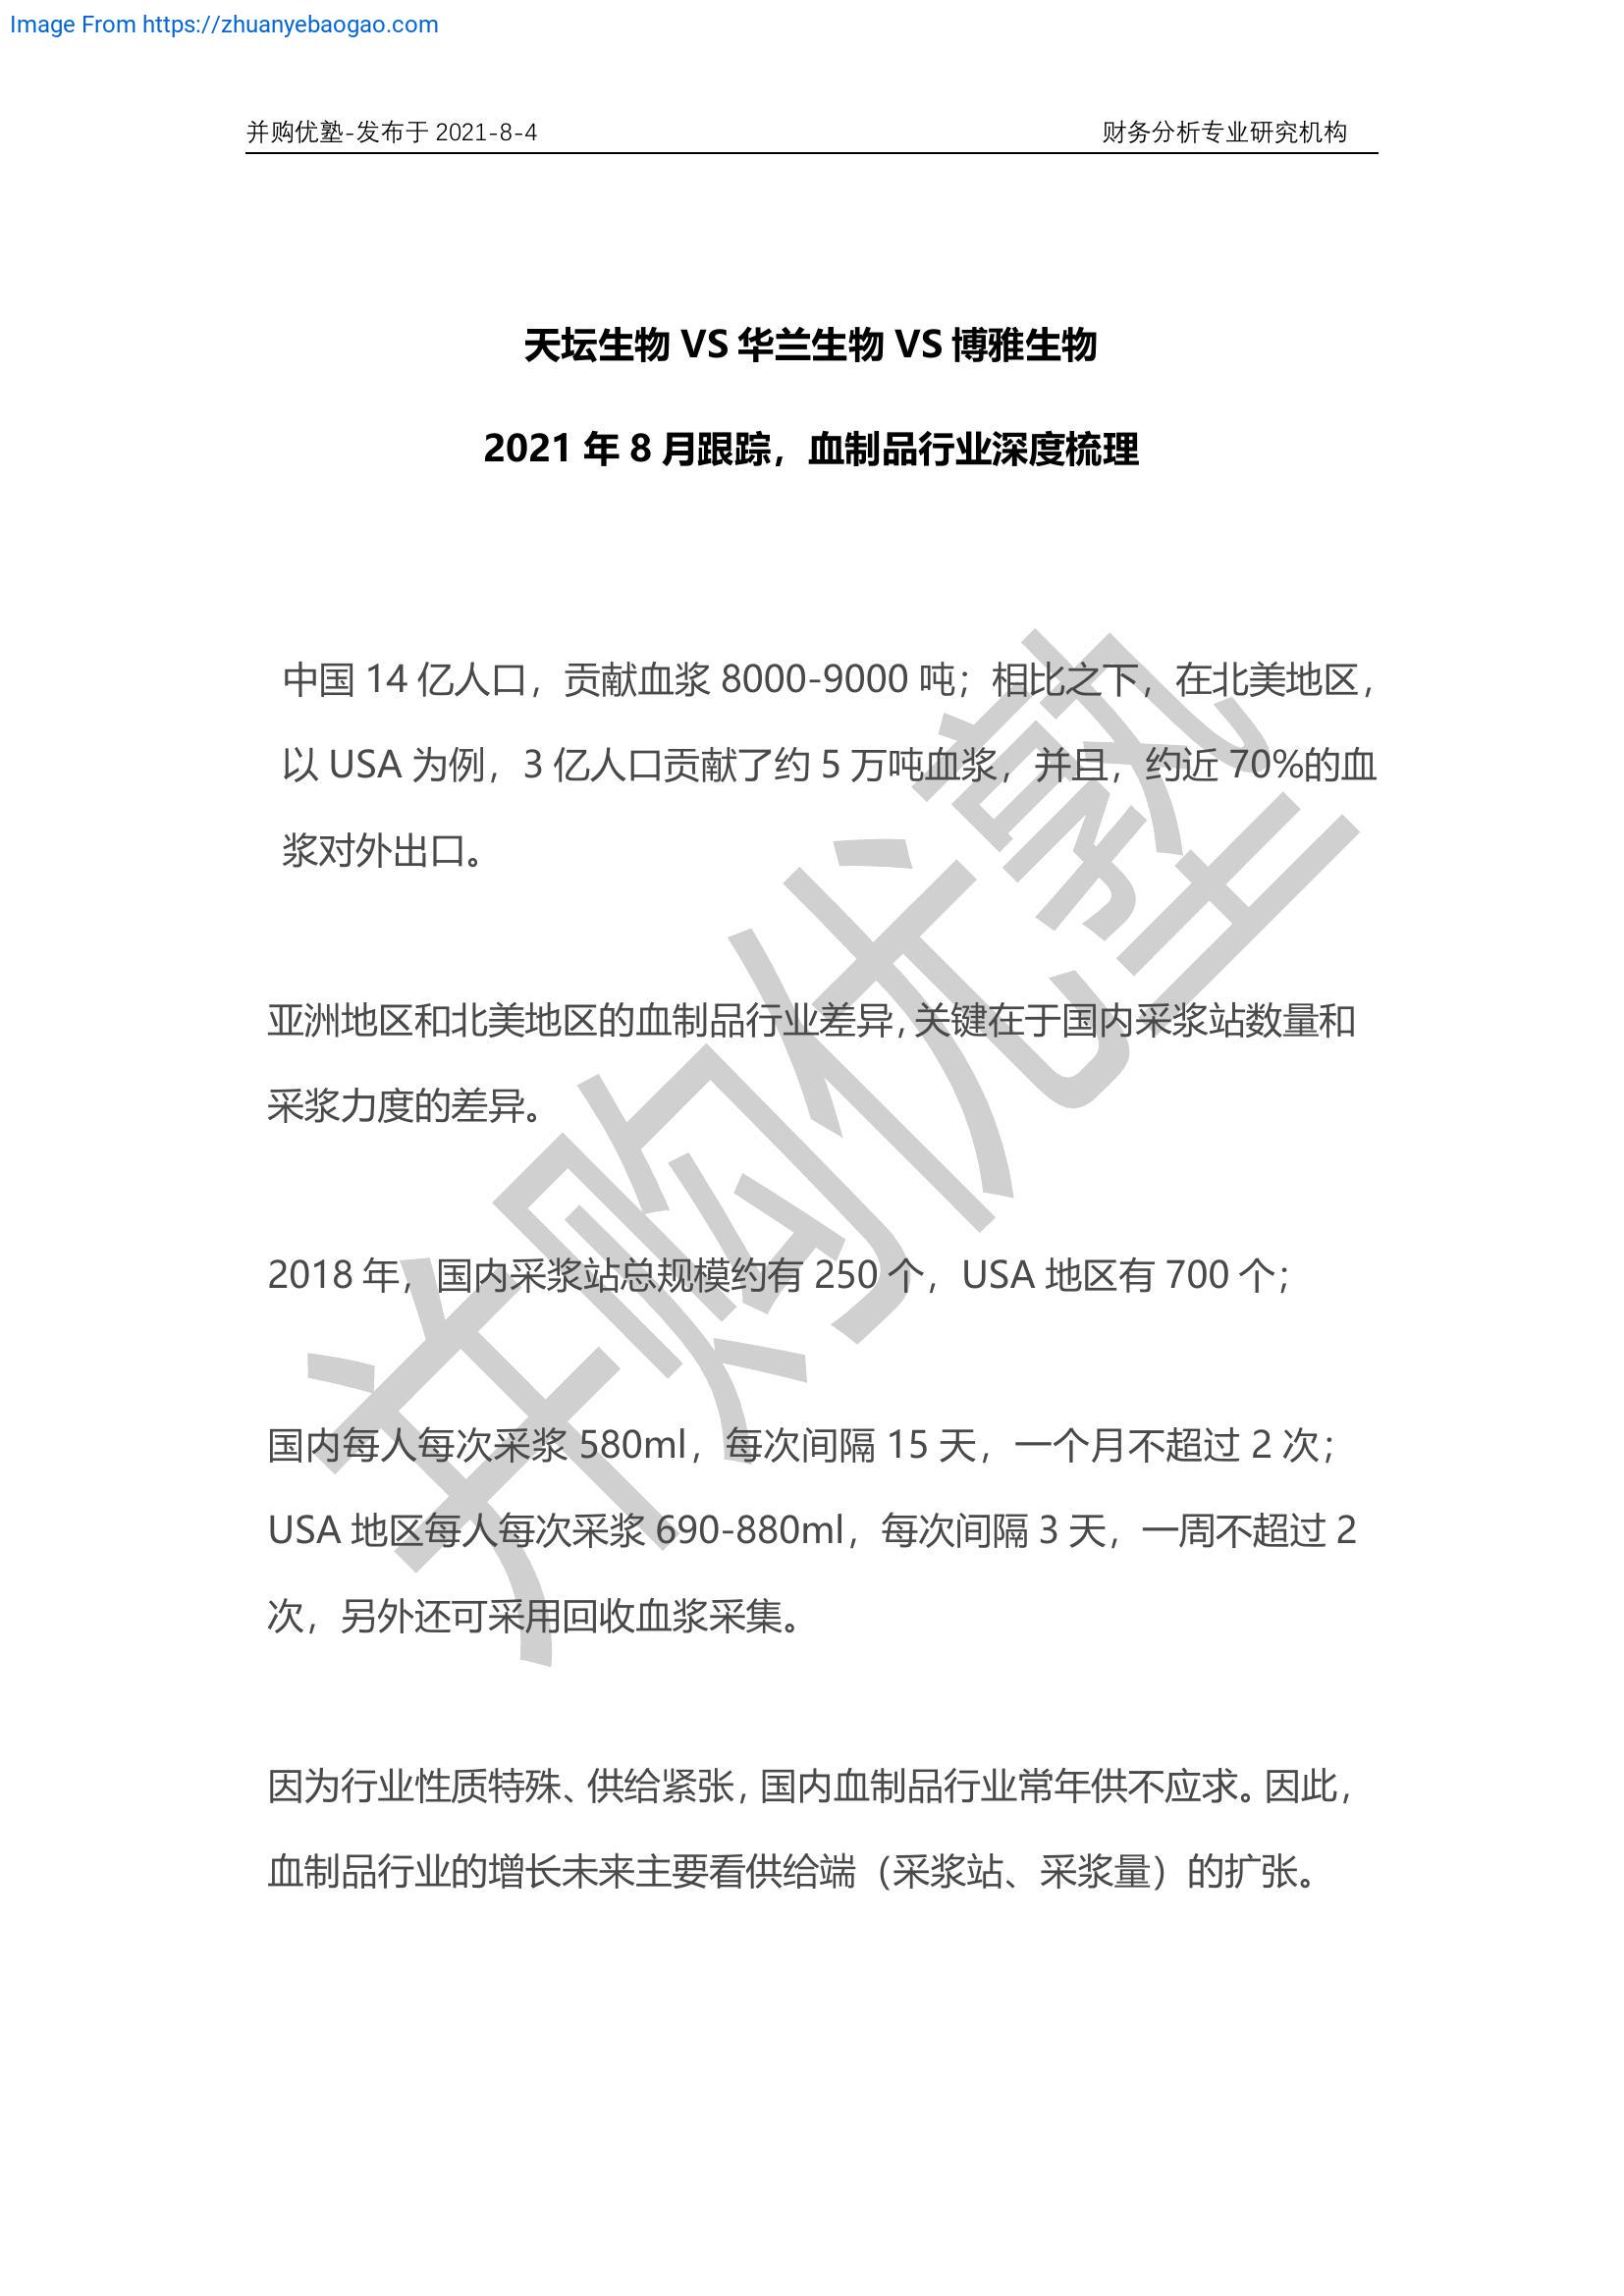 Image From https://zhuanyebaogao.com
并购优塾-发布于 2021-8-4 财务分析专业研究机构
天坛生物 VS 华兰生物 VS 博雅生物
2021 年 8 月跟踪，血制品行业深度梳理
中国 14 亿人口，贡献血浆 8000-9000 吨；相比之下，在北美地区，
以 USA 为例，3 亿人口贡献了约 5 万吨血浆，并且，约近 70%的血
浆对外出口。
亚洲地区和北美地区的血制品行业差异，关键在于国内采浆站数量和
采浆力度的差异。
2018 年，国内采浆站总规模约有 250 个，USA 地区有 700 个；
国内每人每次采浆 580ml，每次间隔 15 天，一个月不超过 2 次；
USA 地区每人每次采浆 690-880ml，每次间隔 3 天，一周不超过 2
次，另外还可采用回收血浆采集。
因为行业性质特殊、供给紧张，国内血制品行业常年供不应求。因此，
血制品行业的增长未来主要看供给端（采浆站、采浆量）的扩张。
并购优塾